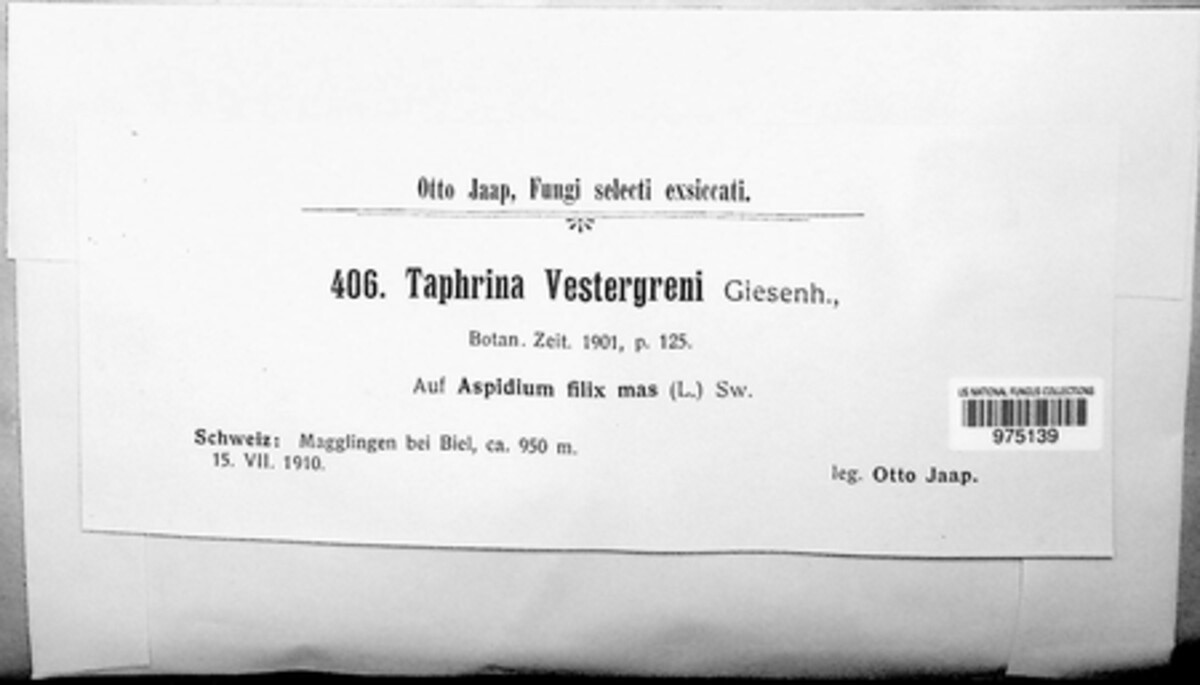 Otto Jaap, Fungi selecti exsiccati.
406. Taphrina Vestergreni Giesenh.,
Botan. Zeit. 1901, p. 125.
Auf Aspidium filix mas (L.) Sw.
US NATIONAL FUNGUS COLLECTIONS
975139
Schweiz: Magglingen bei Biel, ca. 950 m.
15. VII. 1910.
leg. Otto Jaap.